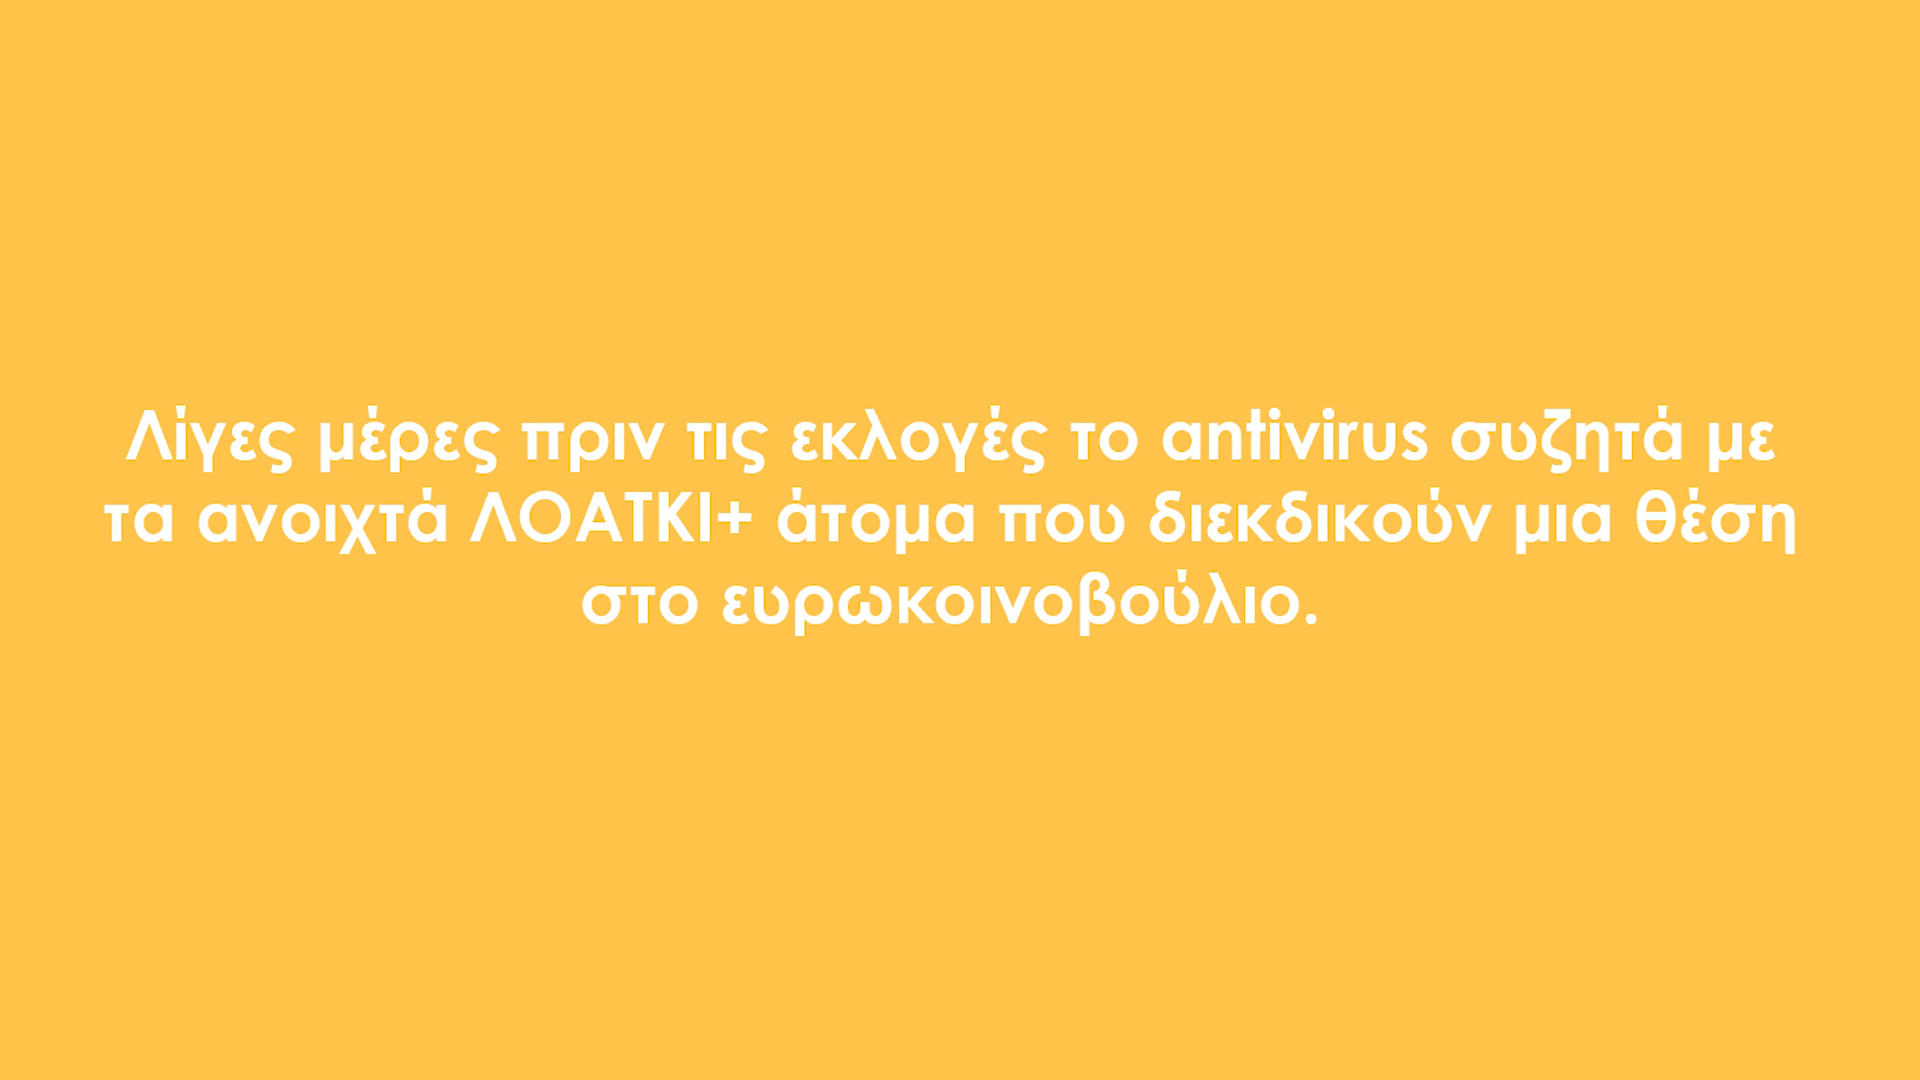 Λίγες μέρες πριν τις εκλογές το antivirus συζητά με
τα ανοιχτά ΛΟΑΤΚΙ+ άτομα που διεκδικούν μια θέση
στο ευρωκοινοβούλιο.